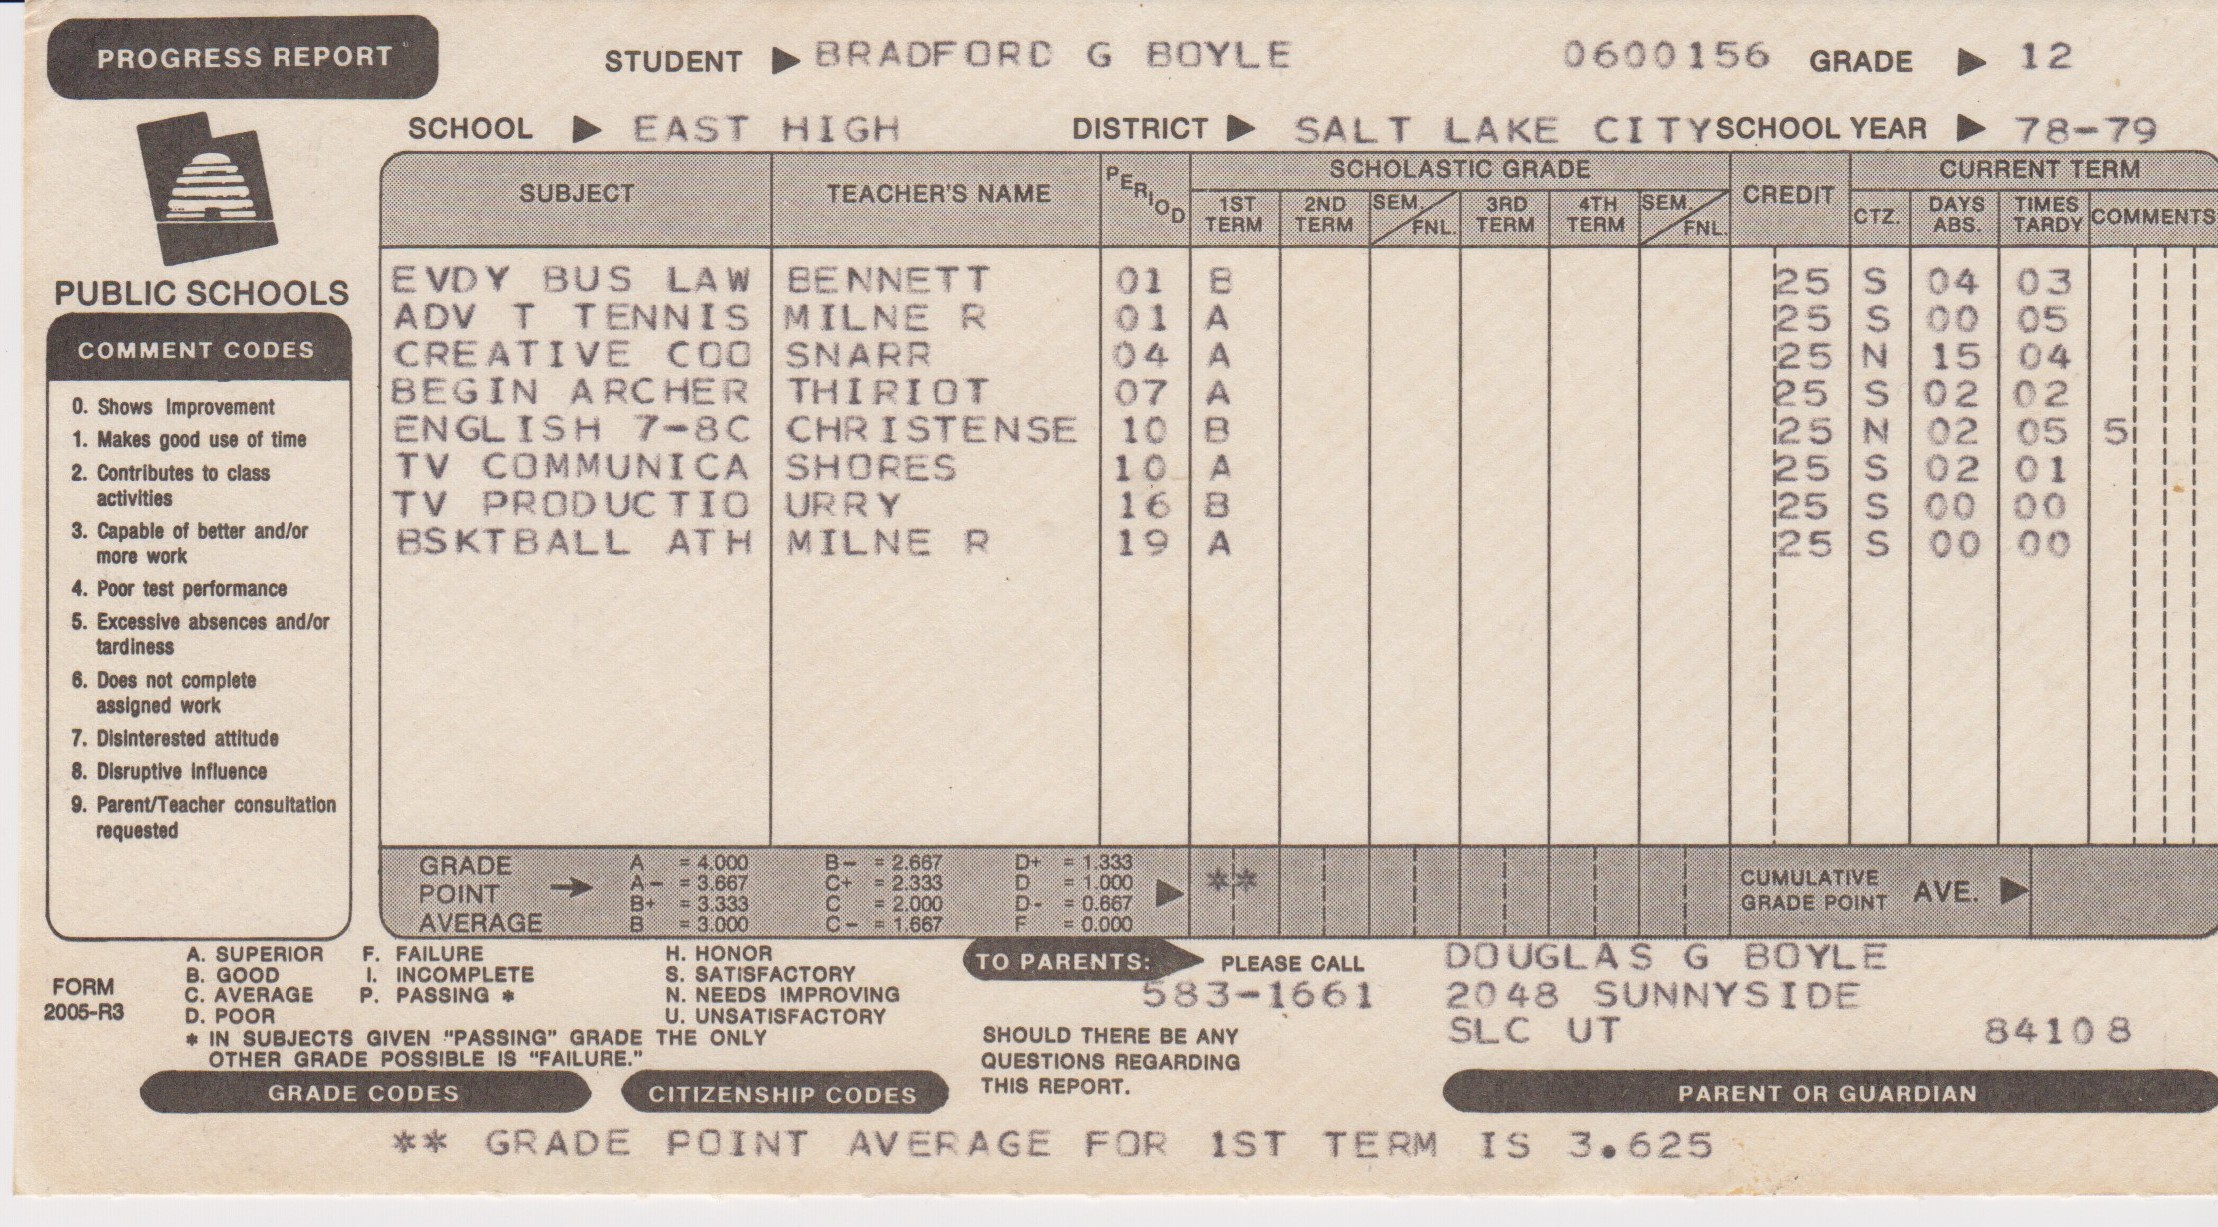 PROGRESS REPORT
STUDENT ▶ BRADFORD G BOYLE 0600156 GRADE ▶ 12
SCHOOL ▶ EAST HIGH DISTRICT ▶ SALT LAKE CITY SCHOOL YEAR ▶ 78-79
PUBLIC SCHOOLS
COMMENT CODES
0. Shows Improvement
1. Makes good use of time
2. Contributes to class
activities
3. Capable of better and/or
more work
4. Poor test performance
5. Excessive absences and/or
tardiness
6. Does not complete
assigned work
7. Disinterested attitude
8. Disruptive influence
9. Parent/Teacher consultation
requested
SUBJECT TEACHER'S NAME PERIOD SCHOLASTIC GRADE CREDIT CURRENT TERM
1ST TERM 2ND TERM SEM./FNL. 3RD TERM 4TH TERM SEM./FNL. CTZ. DAYS ABS. TIMES TARDY COMMENTS
EVDY BUS LAW BENNETT 01 B 25 S 04 03
ADV T TENNIS MILNE R 01 A 25 S 00 05
CREATIVE COO SNARR 04 A 25 N 15 04
BEGIN ARCHER THIRIOT 07 A 25 S 02 02
ENGLISH 7-8C CHRISTENSE 10 B 25 N 02 05 5
TV COMMUNICA SHORES 10 A 25 S 02 01
TV PRODUCTIO URRY 16 B 25 S 00 00
BSKTBALL ATH MILNE R 19 A 25 S 00 00
GRADE POINT AVERAGE → ▶ ** CUMULATIVE GRADE POINT AVE. ▶
A = 4.000 B- = 2.667 D+ = 1.333
A- = 3.667 C+ = 2.333 D = 1.000
B+ = 3.333 C = 2.000 D- = 0.667
B = 3.000 C- = 1.667 F = 0.000
FORM
2005-R3
A. SUPERIOR F. FAILURE
B. GOOD I. INCOMPLETE
C. AVERAGE P. PASSING *
D. POOR
* IN SUBJECTS GIVEN "PASSING" GRADE THE ONLY
OTHER GRADE POSSIBLE IS "FAILURE."
GRADE CODES
H. HONOR
S. SATISFACTORY
N. NEEDS IMPROVING
U. UNSATISFACTORY
CITIZENSHIP CODES
TO PARENTS: PLEASE CALL
583-1661
SHOULD THERE BE ANY
QUESTIONS REGARDING
THIS REPORT.
DOUGLAS G BOYLE
2048 SUNNYSIDE
SLC UT 84108
PARENT OR GUARDIAN
** GRADE POINT AVERAGE FOR 1ST TERM IS 3.625